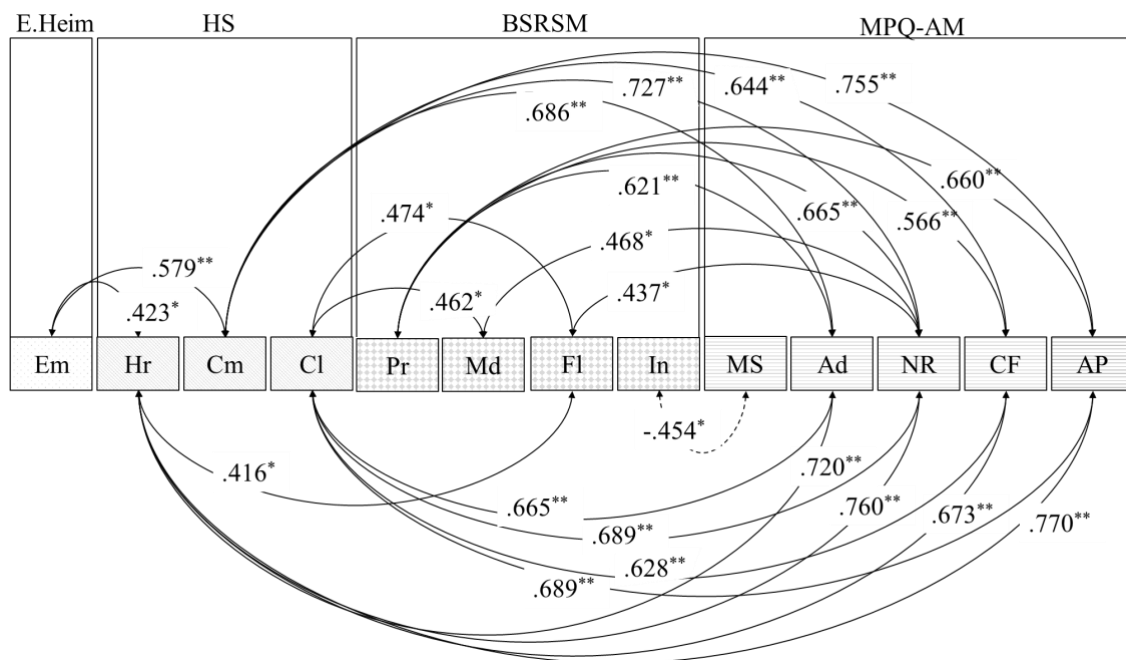 E.Heim HS BSRSM MPQ-AM
.755**
.727** .644**
.686**
.660**
.621**
.474* .665** .566**
.468*
.579**
.423* .462* .437*
Em Hr Cm Cl Pr Md Fl In MS Ad NR CF AP
-.454*
.416* .720**
.665** .760** .673**
.689** .770**
.628**
.689**